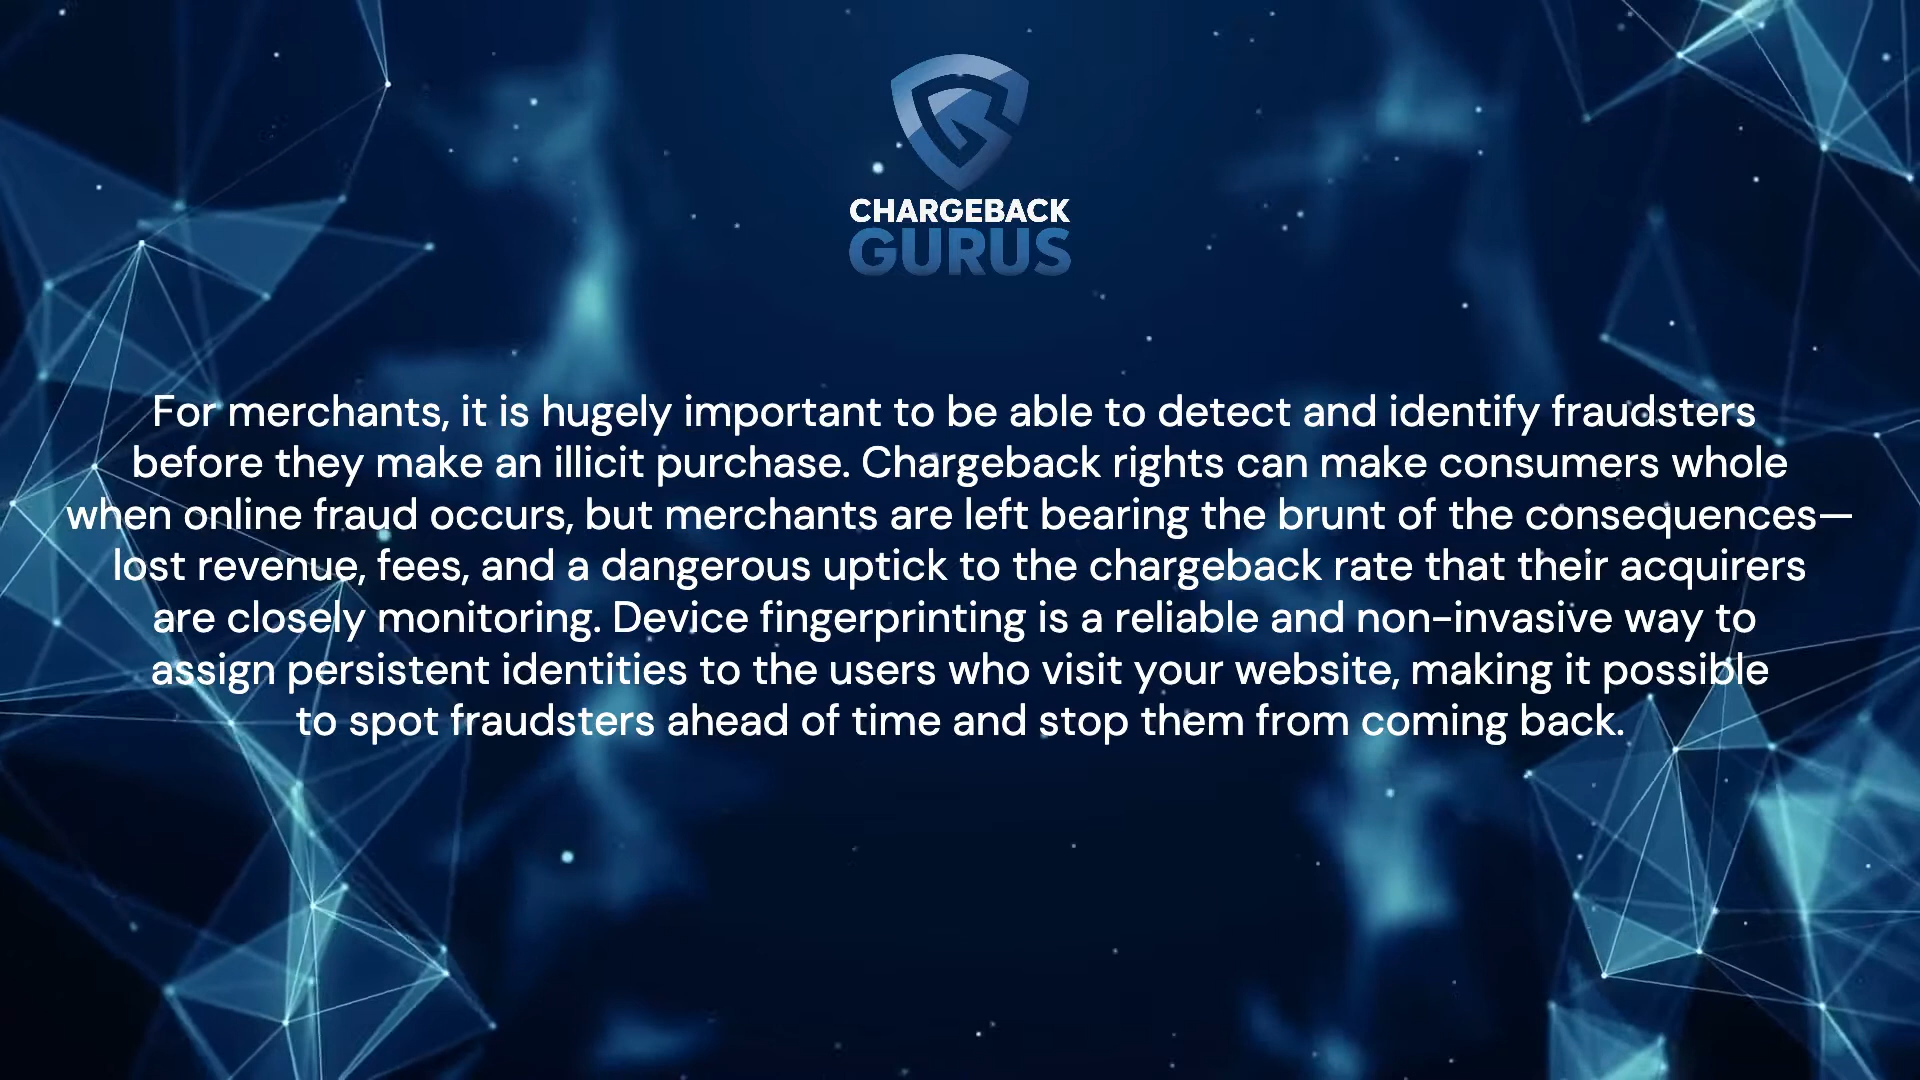 CHARGEBACK
GURUS
For merchants, it is hugely important to be able to detect and identify fraudsters
before they make an illicit purchase. Chargeback rights can make consumers whole
when online fraud occurs, but merchants are left bearing the brunt of the consequences—
lost revenue, fees, and a dangerous uptick to the chargeback rate that their acquirers
are closely monitoring. Device fingerprinting is a reliable and non-invasive way to
assign persistent identities to the users who visit your website, making it possible
to spot fraudsters ahead of time and stop them from coming back.